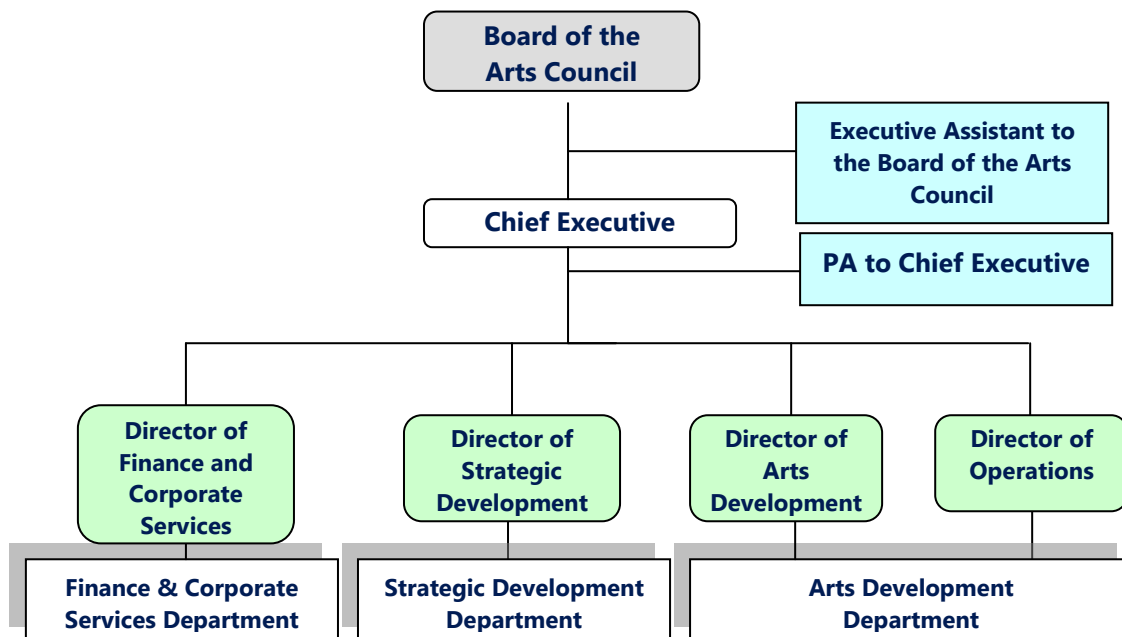 Board of the
Arts Council
Executive Assistant to
the Board of the Arts
Council
Chief Executive
PA to Chief Executive
Director of
Finance and
Corporate
Services
Director of
Strategic
Development
Director of
Arts
Development
Director of
Operations
Finance & Corporate
Services Department
Strategic Development
Department
Arts Development
Department